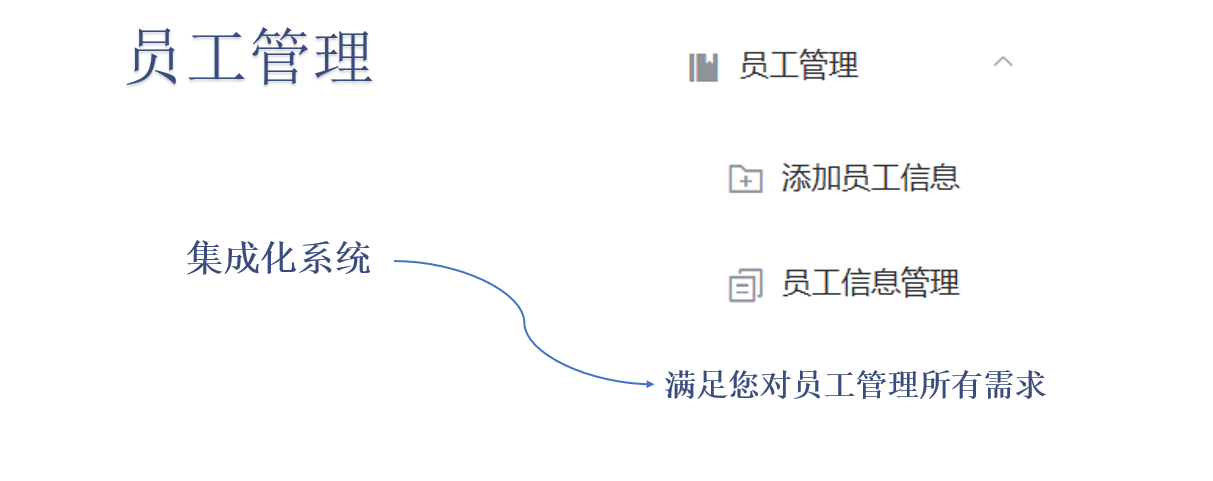 员工管理
员工管理
添加员工信息
集成化系统
员工信息管理
满足您对员工管理所有需求